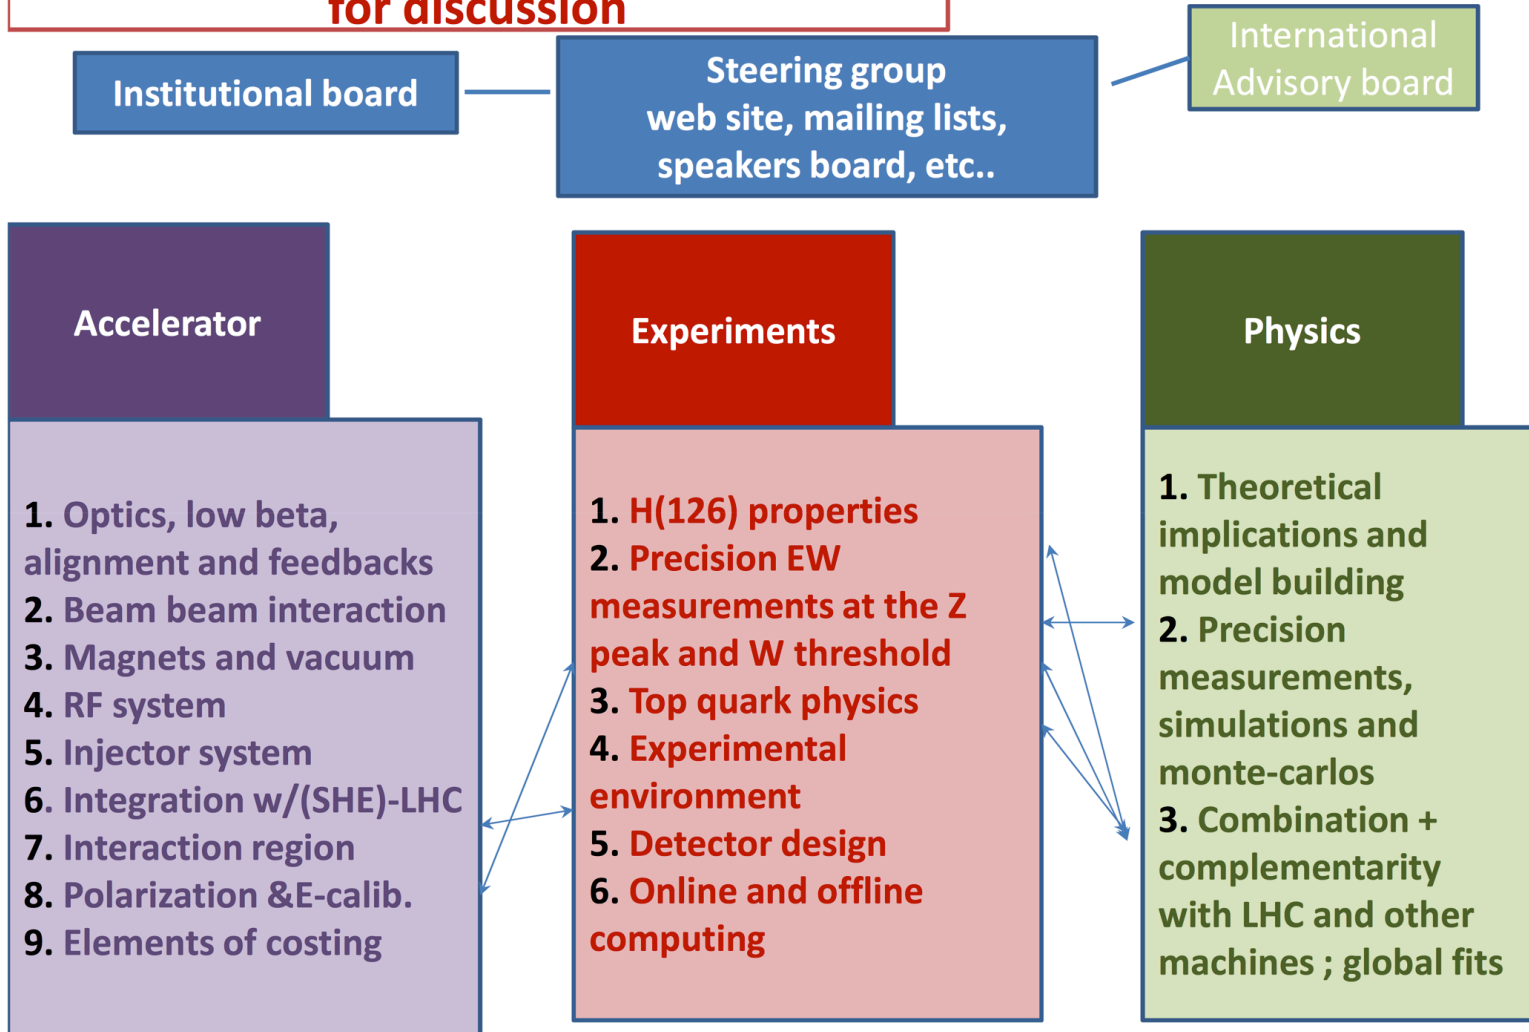 for discussion
Institutional board
Steering group
web site, mailing lists,
speakers board, etc..
International
Advisory board
Accelerator
1. Optics, low beta,
alignment and feedbacks
2. Beam beam interaction
3. Magnets and vacuum
4. RF system
5. Injector system
6. Integration w/(SHE)-LHC
7. Interaction region
8. Polarization &E-calib.
9. Elements of costing
Experiments
1. H(126) properties
2. Precision EW
measurements at the Z
peak and W threshold
3. Top quark physics
4. Experimental
environment
5. Detector design
6. Online and offline
computing
Physics
1. Theoretical
implications and
model building
2. Precision
measurements,
simulations and
monte-carlos
3. Combination +
complementarity
with LHC and other
machines ; global fits